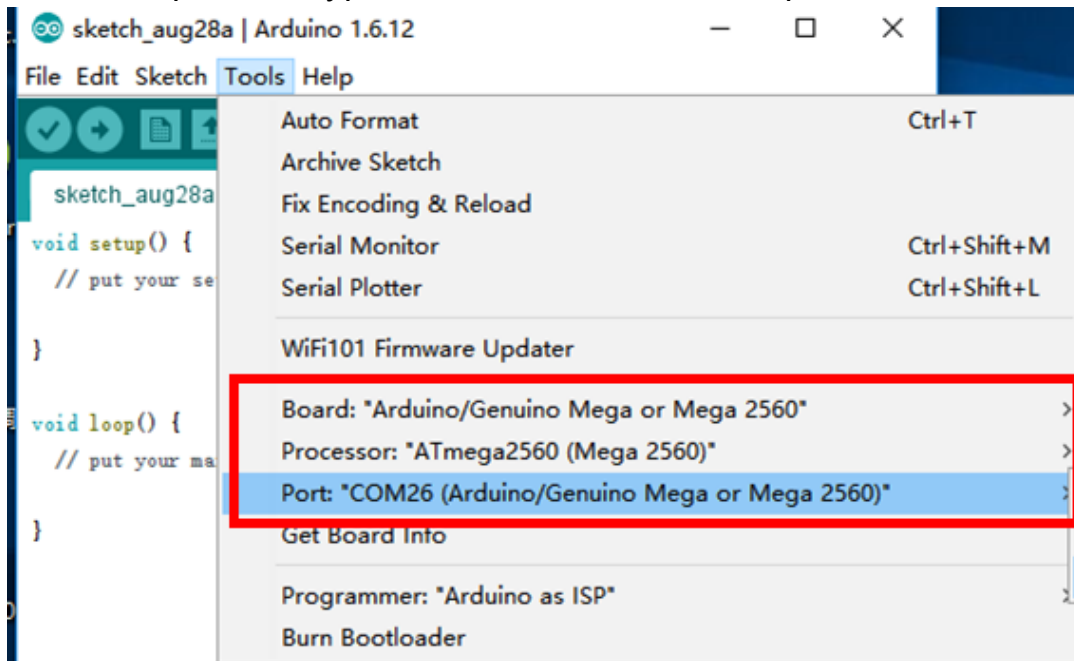 sketch_aug28a | Arduino 1.6.12
File Edit Sketch Tools Help
Auto Format Ctrl+T
Archive Sketch
sketch_aug28a
Fix Encoding & Reload
void setup() {
Serial Monitor Ctrl+Shift+M
// put your se
Serial Plotter Ctrl+Shift+L
}
WiFi101 Firmware Updater
Board: "Arduino/Genuino Mega or Mega 2560"
void loop() {
Processor: "ATmega2560 (Mega 2560)"
// put your ma
Port: "COM26 (Arduino/Genuino Mega or Mega 2560)"
}
Get Board Info
Programmer: "Arduino as ISP"
Burn Bootloader